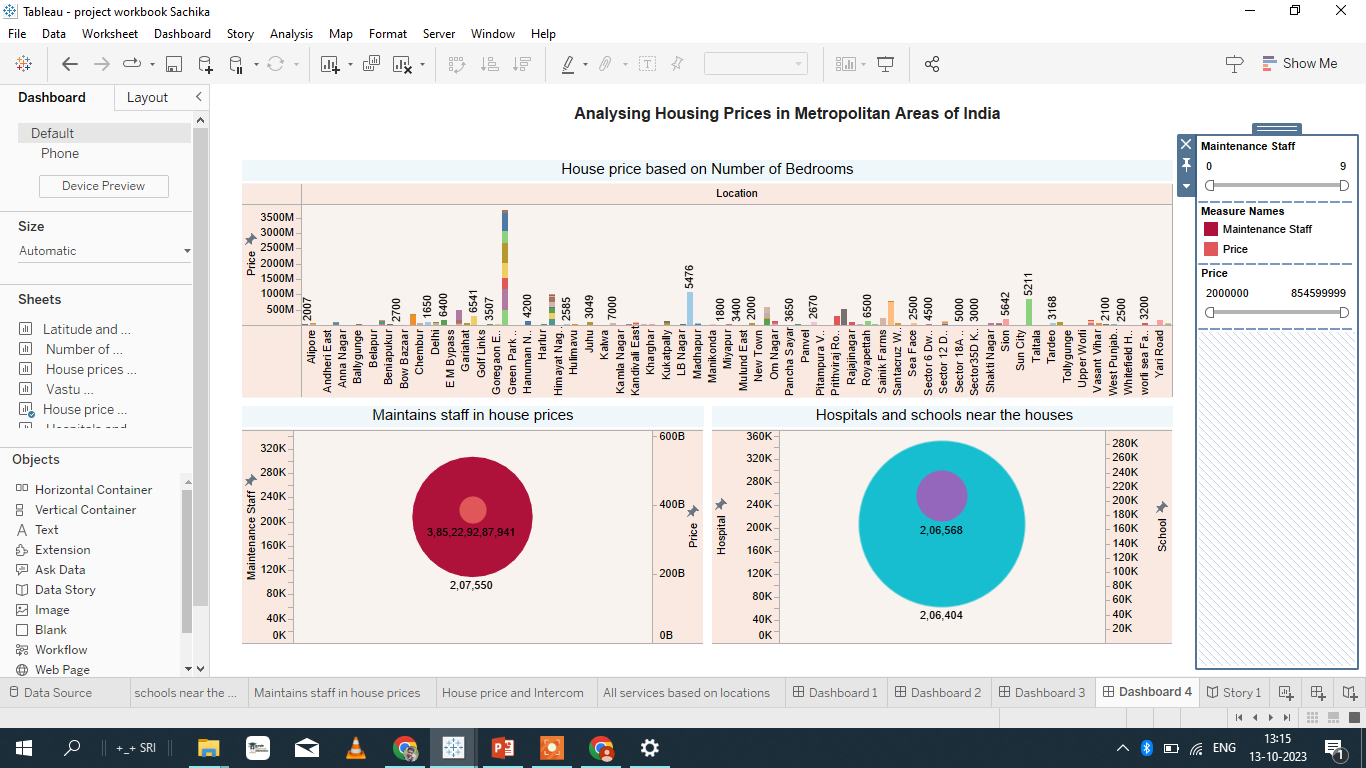 Tableau - project workbook Sachika
File Data Worksheet Dashboard Story Analysis Map Format Server Window Help
Show Me
Dashboard Layout
Default
Phone
Device Preview
Size
Automatic
Sheets
Latitude and ...
Number of ...
House prices ...
Vastu ...
House price ...
Hospitals and
Objects
Horizontal Container
Vertical Container
Text
Extension
Ask Data
Data Story
Image
Blank
Workflow
Web Page
Analysing Housing Prices in Metropolitan Areas of India
House price based on Number of Bedrooms
Location
Price
3500M
3000M
2500M
2000M
1500M
1000M
500M
2007 2700 1650 6400 6541 3507 4200 2585 3049 7000 5476 1800 3400 2000 3650 2670 6500 2500 4500 5000 3000 5642 5211 3168 2100 2500 3200
Alipore
Andheri East
Anna Nagar
Ballygunge
Belapur
Beniapukur
Bow Bazaar
Chembur
Delhi
E M Bypass
Gariahat
Golf Links
Goregaon E..
Green Park..
Hanuman N..
Harlur
Himayat Nag..
Hulimavu
Juhu
Kalwa
Kamla Nagar
Kandivali East
Kharghar
Kukatpally
LB Nagar
Madhapur
Manikonda
Miyapur
Mulund East
New Town
Om Nagar
Pancha Sayar
Panvel
Pitampura V..
Prithviraj Ro..
Rajajinagar
Royapettah
Sainik Farms
Santacruz W..
Sea Face
Sector 6 Dw..
Sector 12 D..
Sector 18A ..
Sector35D K..
Shakti Nagar
Sion
Sun City
Taltala
Tardeo
Tollygunge
Upper Worli
Vasant Vihar
West Punjab..
Whitefield H..
worli sea Fa..
Yari Road
Maintains staff in house prices
Maintenance Staff
320K
280K
240K
200K
160K
120K
80K
40K
0K
3,85,22,92,87,941
2,07,550
600B
400B
200B
0B
Price
Hospitals and schools near the houses
Hospital
360K
320K
280K
240K
200K
160K
120K
80K
40K
0K
2,06,568
2,06,404
280K
260K
240K
220K
200K
180K
160K
140K
120K
100K
80K
60K
40K
20K
School
Maintenance Staff
0 9
Measure Names
Maintenance Staff
Price
Price
2000000 854599999
Data Source schools near the ... Maintains staff in house prices House price and Intercom All services based on locations Dashboard 1 Dashboard 2 Dashboard 3 Dashboard 4 Story 1
+_+ SRI
ENG
13:15
13-10-2023
1